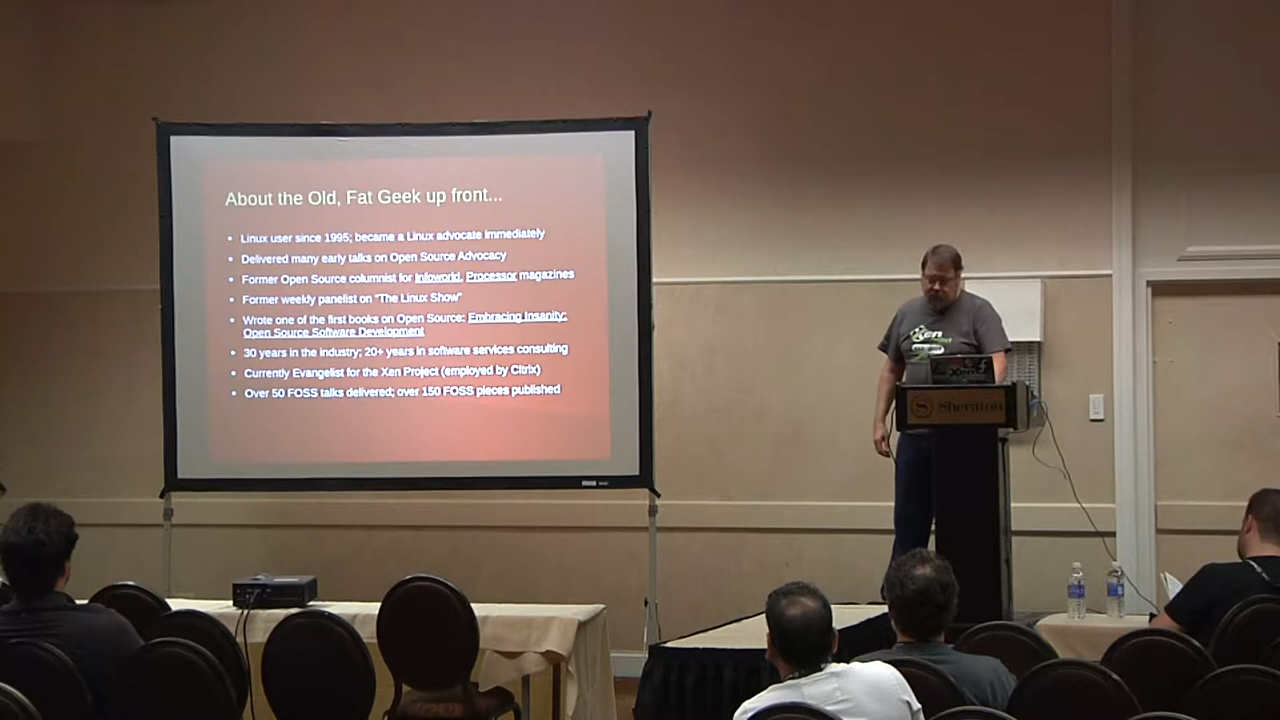 About the Old, Fat Geek up front...
• Linux user since 1995; became a Linux advocate immediately
• Delivered many early talks on Open Source Advocacy
• Former Open Source columnist for Infoworld, Processor magazines
• Former weekly panelist on "The Linux Show"
• Wrote one of the first books on Open Source: Embracing Insanity:
Open Source Software Development
• 30 years in the industry; 20+ years in software services consulting
• Currently Evangelist for the Xen Project (employed by Citrix)
• Over 50 FOSS talks delivered; over 150 FOSS pieces published
Xen
Xen
S Sheraton